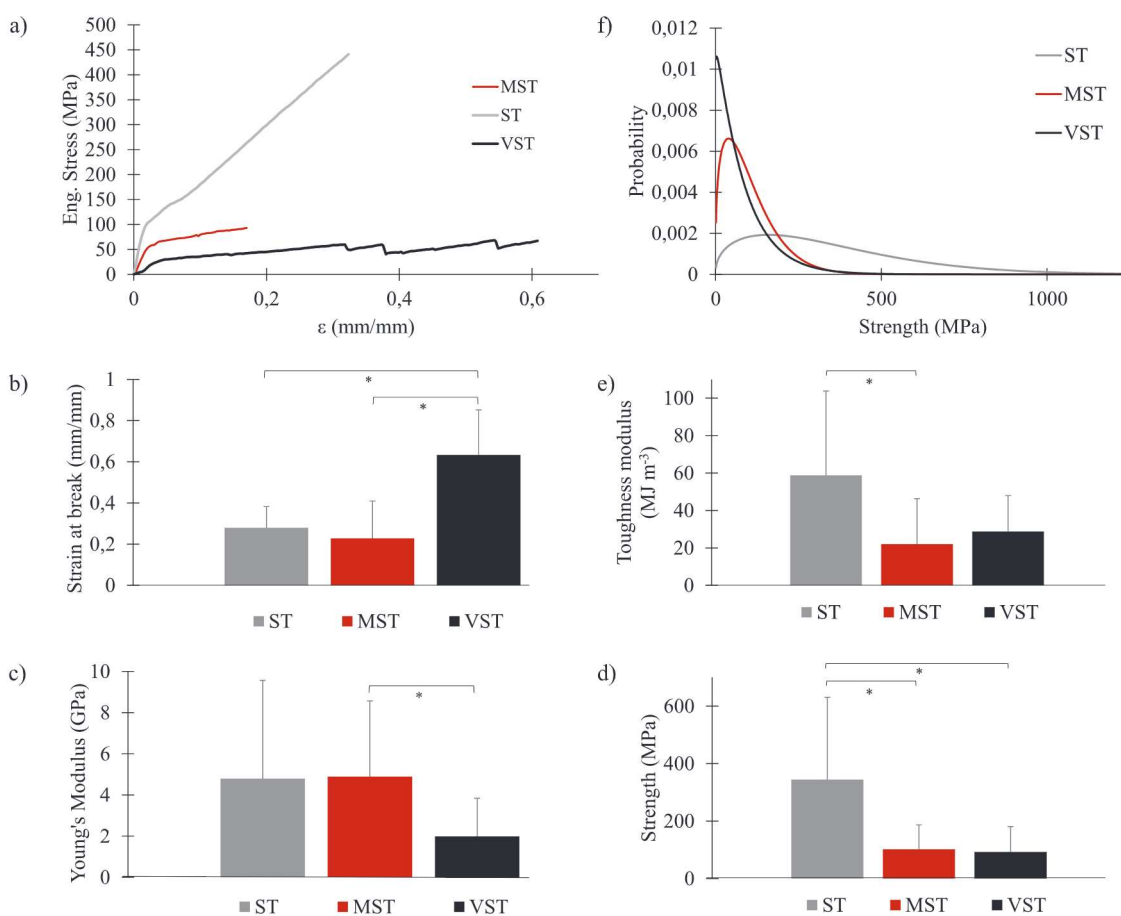 a)
500
450
400
350
300
250
200
150
100
50
0
Eng. Stress (MPa)
MST
ST
VST
0
0,2
0,4
0,6
ε (mm/mm)
f)
0,012
0,01
0,008
0,006
0,004
0,002
0
Probability
ST
MST
VST
0
500
1000
Strength (MPa)
b)
1
0,8
0,6
0,4
0,2
0
Strain at break (mm/mm)
*
*
ST MST VST
e)
100
80
60
40
20
0
Toughness modulus
(MJ m⁻³)
*
ST MST VST
c)
10
8
6
4
2
0
Young's Modulus (GPa)
*
ST MST VST
d)
600
400
200
0
Strength (MPa)
*
*
ST MST VST